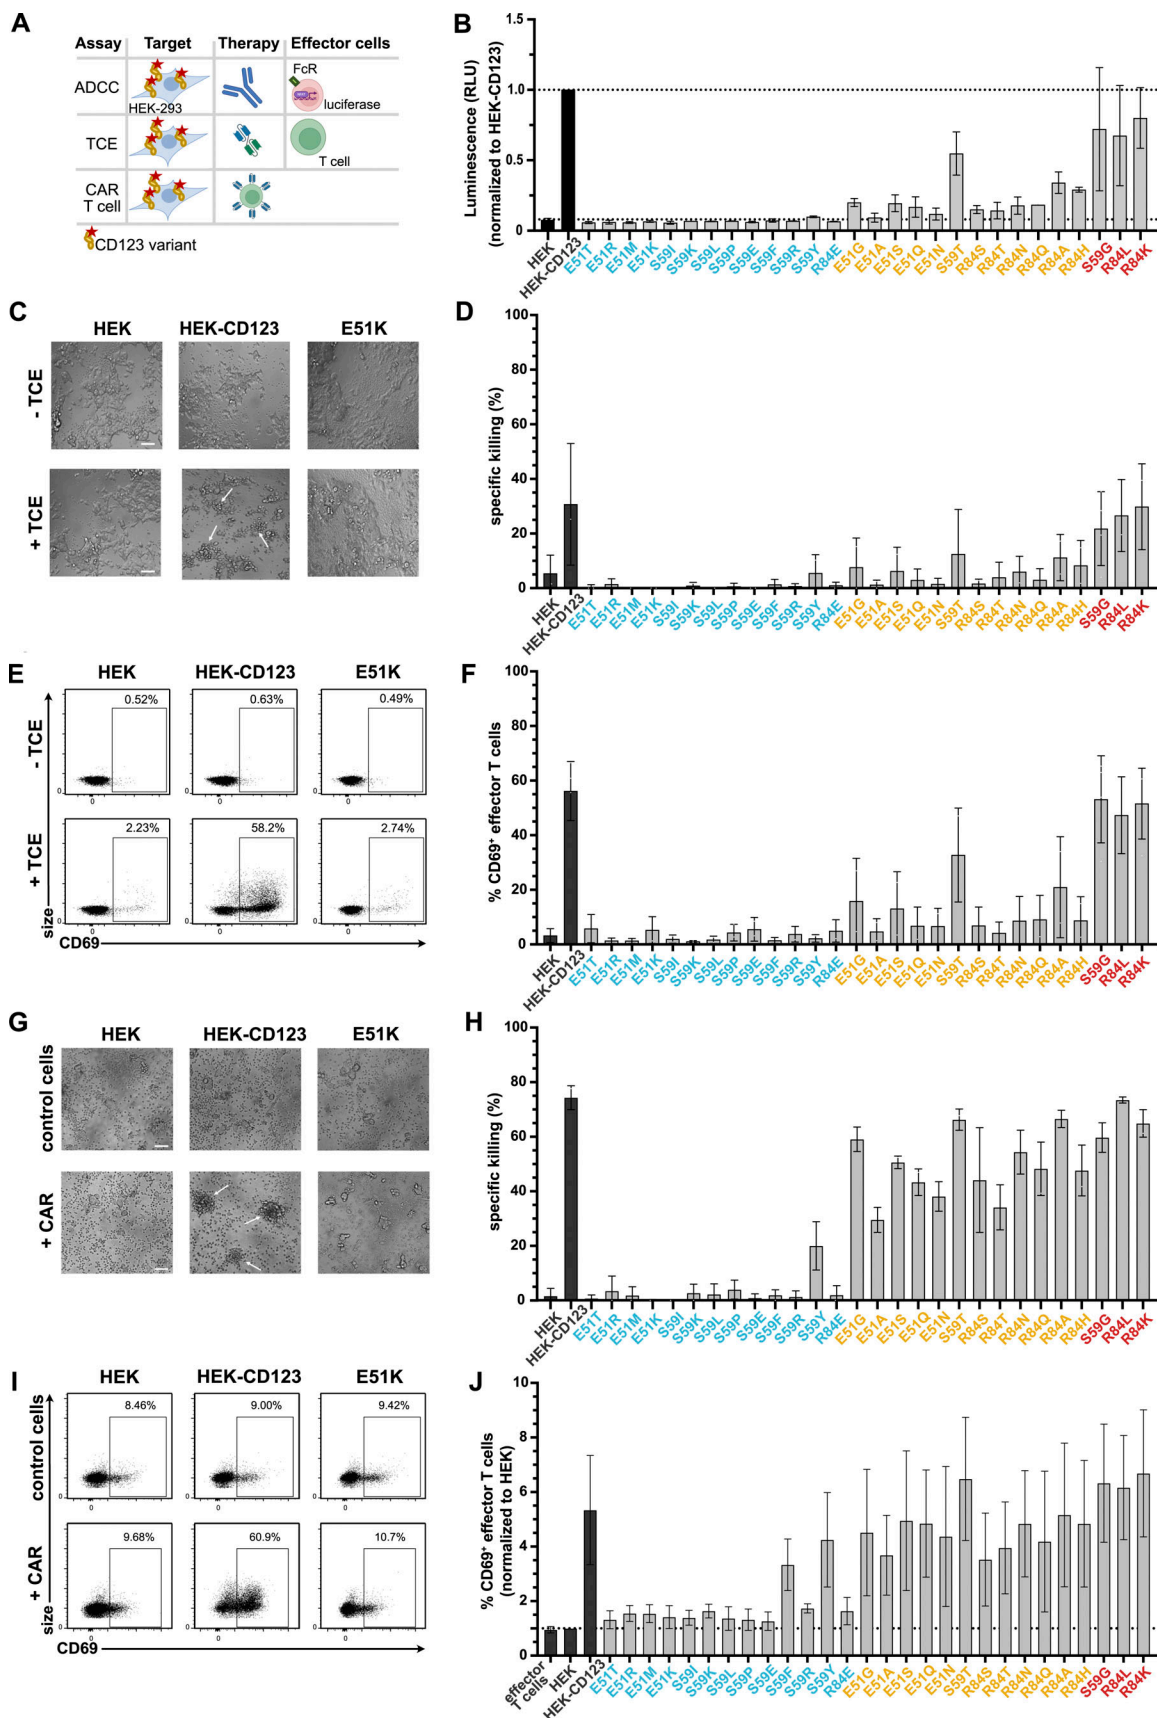 A
Assay Target Therapy Effector cells
ADCC
HEK-293
FcR
luciferase
TCE
T cell
CAR
T cell
CD123 variant
B
Luminescence (RLU)
(normalized to HEK-CD123)
1.0
0.5
0
HEK HEK-CD123 E51T E51R E51M E51K S59I S59K S59L S59P S59E S59F S59R S59Y R84E E51G E51A E51S E51Q E51N S59T R84S R84T R84N R84Q R84A R84H S59G R84L R84K
C
HEK HEK-CD123 E51K
- TCE
+ TCE
D
specific killing (%)
100
80
60
40
20
0
HEK HEK-CD123 E51T E51R E51M E51K S59I S59K S59L S59P S59E S59F S59R S59Y R84E E51G E51A E51S E51Q E51N S59T R84S R84T R84N R84Q R84A R84H S59G R84L R84K
E
HEK HEK-CD123 E51K
- TCE
0.52% 0.63% 0.49%
0 0 0
+ TCE
2.23% 58.2% 2.74%
0 0 0
size
CD69
F
% CD69+ effector T cells
100
80
60
40
20
0
HEK HEK-CD123 E51T E51R E51M E51K S59I S59K S59L S59P S59E S59F S59R S59Y R84E E51G E51A E51S E51Q E51N S59T R84S R84T R84N R84Q R84A R84H S59G R84L R84K
G
HEK HEK-CD123 E51K
control cells
+ CAR
H
specific killing (%)
100
80
60
40
20
0
HEK HEK-CD123 E51T E51R E51M E51K S59I S59K S59L S59P S59E S59F S59R S59Y R84E E51G E51A E51S E51Q E51N S59T R84S R84T R84N R84Q R84A R84H S59G R84L R84K
I
HEK HEK-CD123 E51K
control cells
8.46% 9.00% 9.42%
0 0 0
+ CAR
9.68% 60.9% 10.7%
0 0 0
size
CD69
J
% CD69+ effector T cells
(normalized to HEK)
10
8
6
4
2
0
effector T cells HEK HEK-CD123 E51T E51R E51M E51K S59I S59K S59L S59P S59E S59F S59R S59Y R84E E51G E51A E51S E51Q E51N S59T R84S R84T R84N R84Q R84A R84H S59G R84L R84K